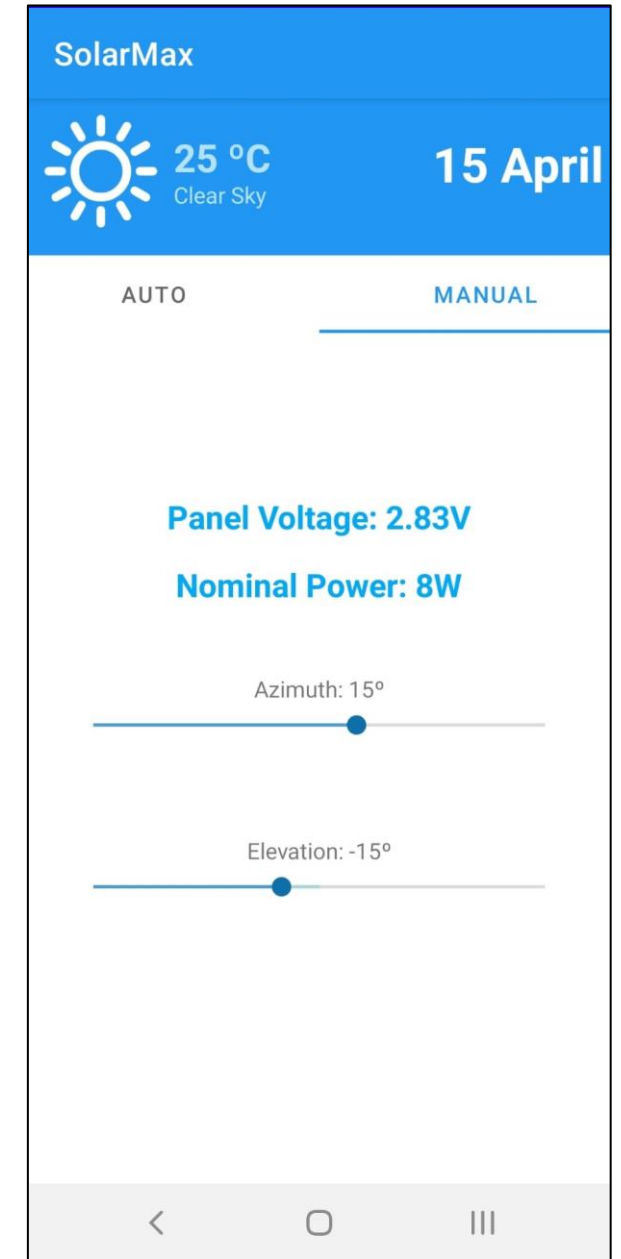 SolarMax
25 ºC
Clear Sky
15 April
AUTO
MANUAL
Panel Voltage: 2.83V
Nominal Power: 8W
Azimuth: 15º
Elevation: -15º